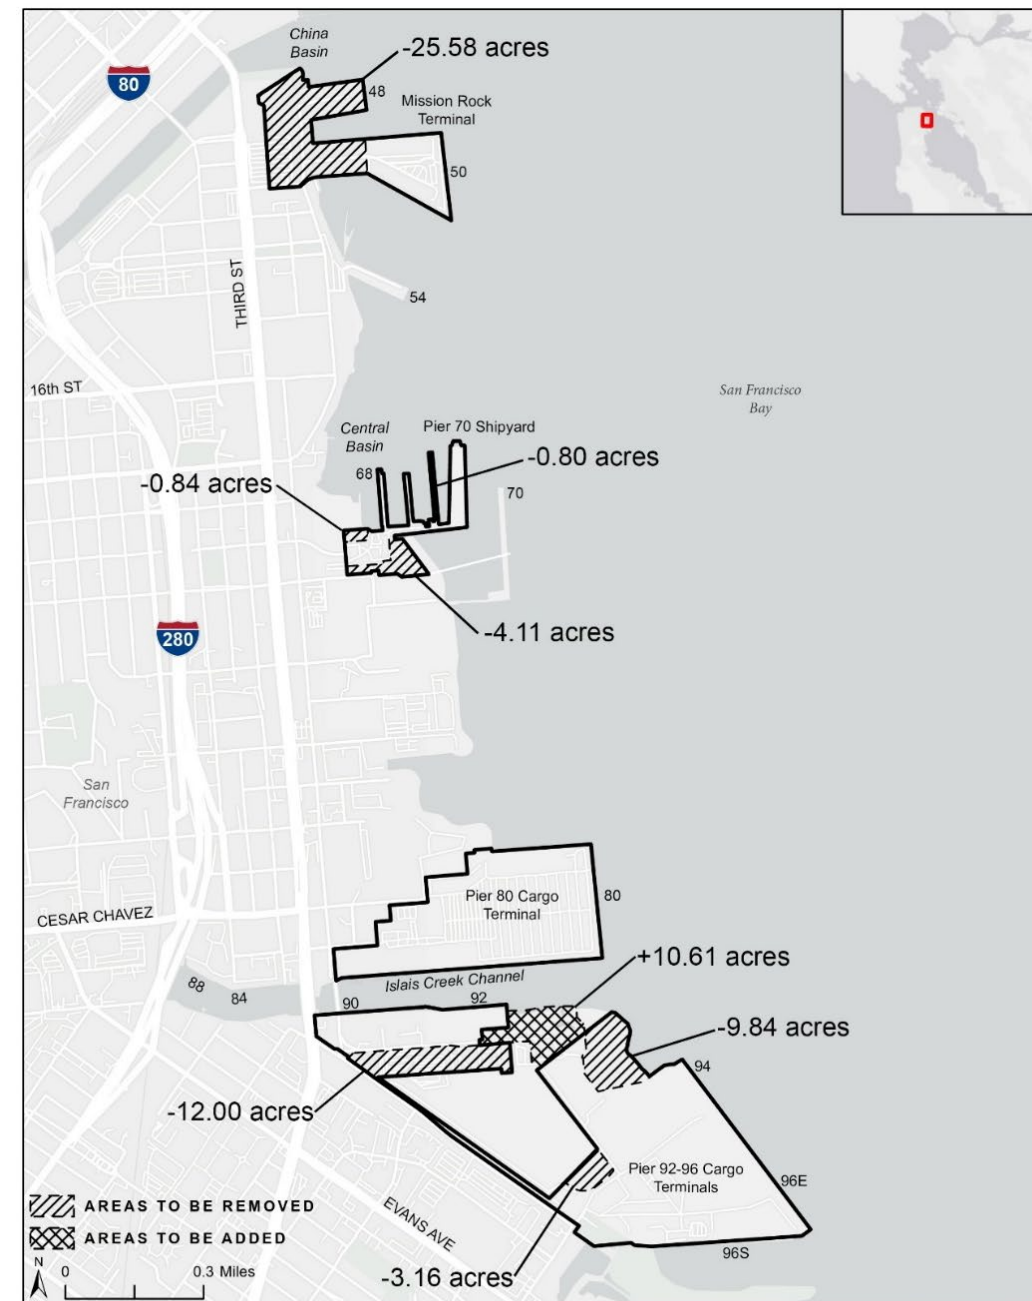 China
Basin
-25.58 acres
80
48
Mission Rock
Terminal
50
THIRD ST
54
16th ST
San Francisco
Bay
Central
Basin
Pier 70 Shipyard
68
-0.80 acres
-0.84 acres
70
-4.11 acres
280
San
Francisco
Pier 80 Cargo
Terminal
80
CESAR CHAVEZ
+10.61 acres
Islais Creek Channel
88
84
90
92
-9.84 acres
94
-12.00 acres
Pier 92-96 Cargo
Terminals
96E
AREAS TO BE REMOVED
EVANS AVE
AREAS TO BE ADDED
96S
N
0
0.3 Miles
-3.16 acres